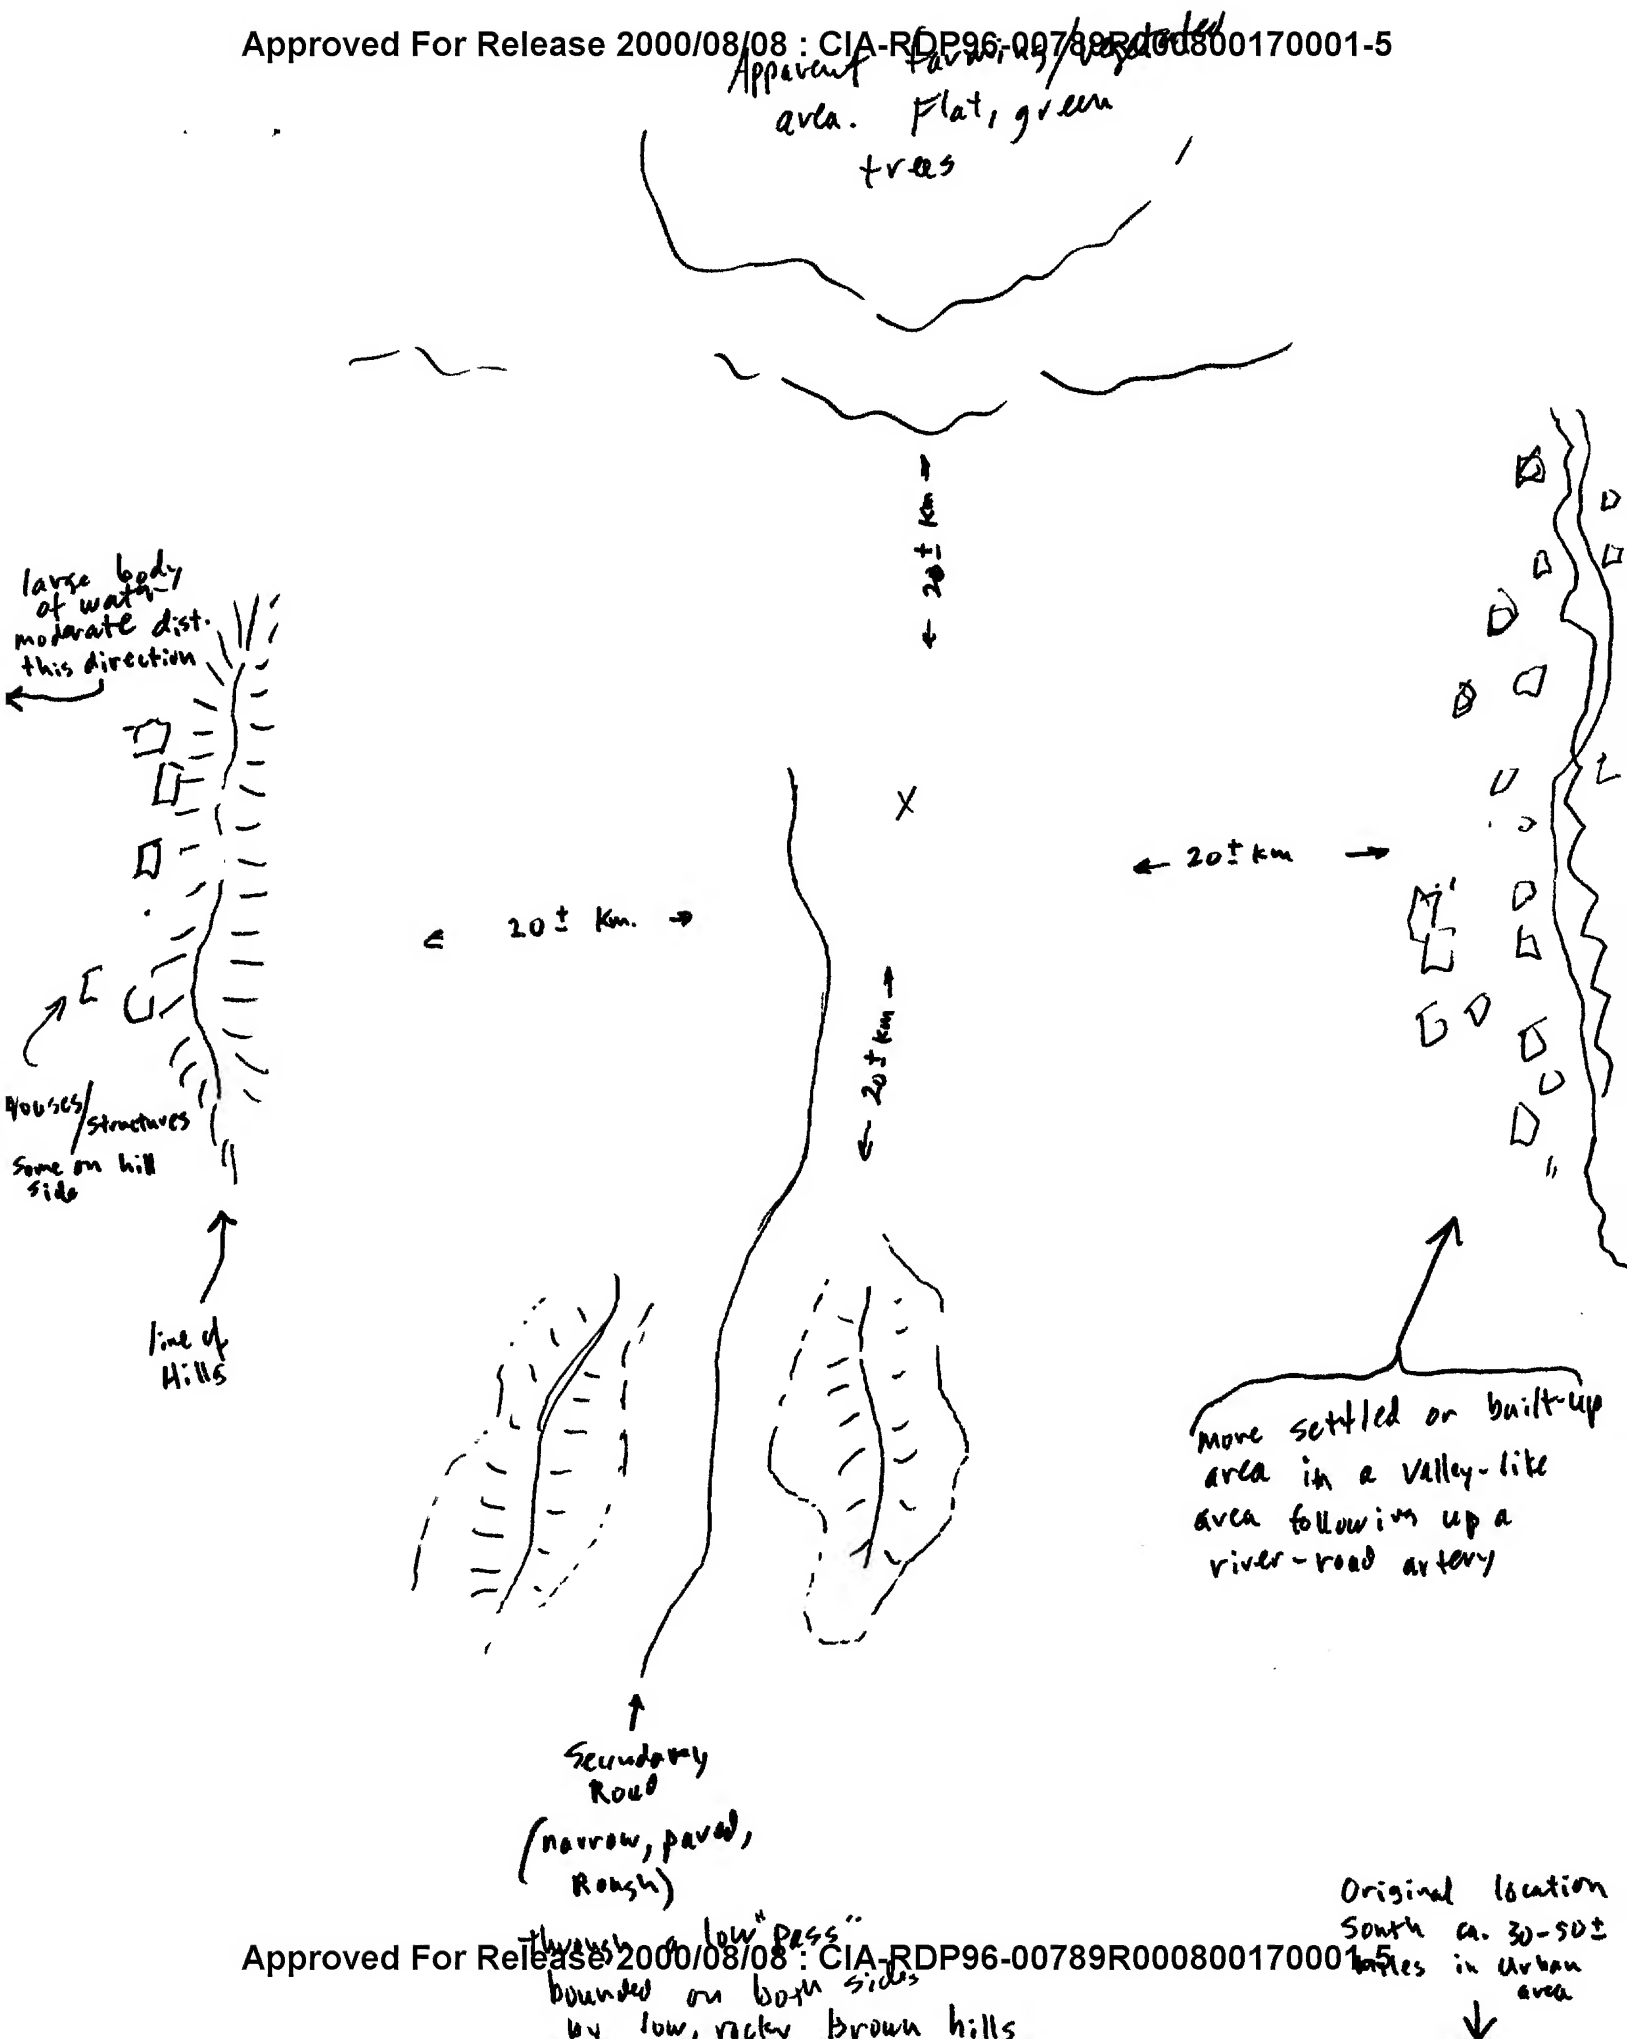 Approved For Release 2000/08/08 : CIA-RDP96-00789R000800170001-5
Apparent farming/vegetated
area. Flat, green
trees
← 20± km →
large body
of water
moderate dist.
this direction
X
← 20± km →
← 20± Km. →
← 20± km →
Houses/
structures
some on hill
side
line of
Hills
more settled or built-up
area in a valley-like
area following up a
river-road artery
Secondary
Road
(narrow, paved,
Rough)
through a low "pass"
bounded on both sides
by low, rocky Brown hills
Original location
South ca. 30-50±
miles in urban
area
Approved For Release 2000/08/08 : CIA-RDP96-00789R000800170001-5